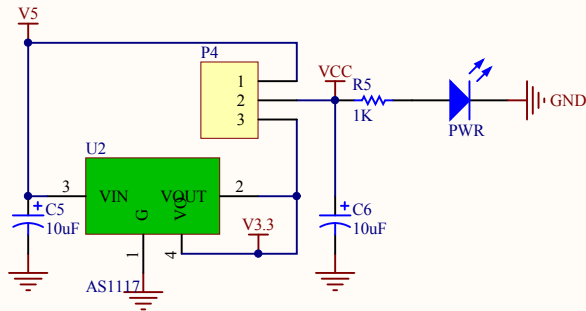 V5
P4
1
2
3
VCC
R5
1K
PWR
GND
U2
3
VIN
VOUT
2
G
VO
1
4
V3.3
C5
10uF
C6
10uF
AS1117